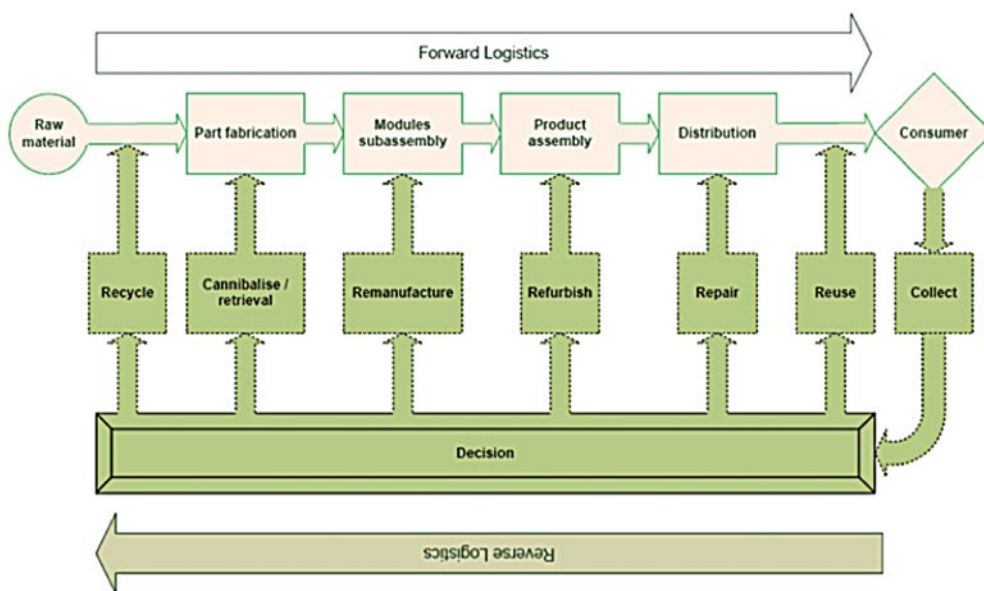 Forward Logistics
Raw
material
Part fabrication
Modules
subassembly
Product
assembly
Distribution
Consumer
Recycle
Cannibalise /
retrieval
Remanufacture
Refurbish
Repair
Reuse
Collect
Decision
Reverse Logistics